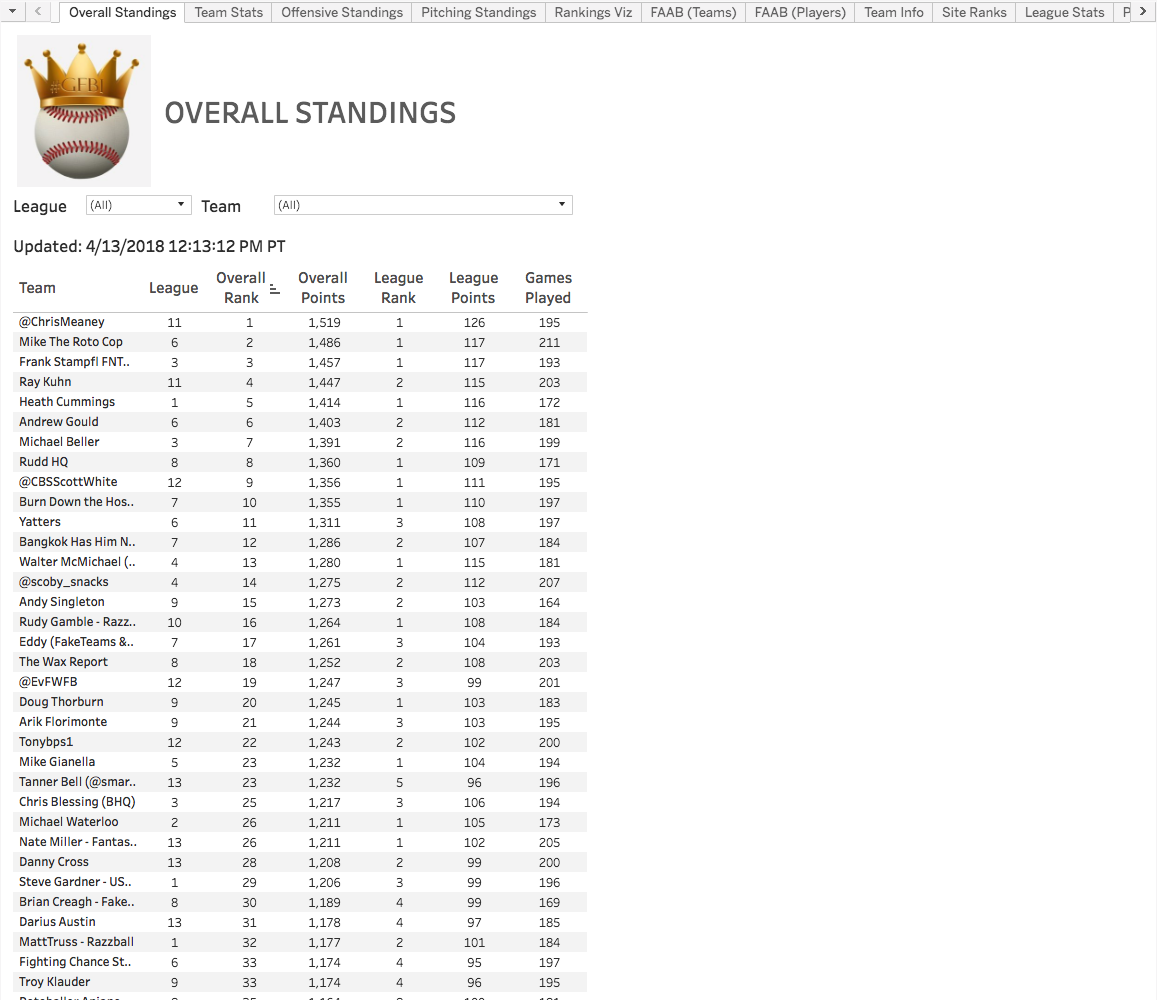 Overall Standings Team Stats Offensive Standings Pitching Standings Rankings Viz FAAB (Teams) FAAB (Players) Team Info Site Ranks League Stats P
#GFBI
OVERALL STANDINGS
League (All) Team (All)
Updated: 4/13/2018 12:13:12 PM PT
Team League Overall Rank Overall Points League Rank League Points Games Played
@ChrisMeaney 11 1 1,519 1 126 195
Mike The Roto Cop 6 2 1,486 1 117 211
Frank Stampfl FNT.. 3 3 1,457 1 117 193
Ray Kuhn 11 4 1,447 2 115 203
Heath Cummings 1 5 1,414 1 116 172
Andrew Gould 6 6 1,403 2 112 181
Michael Beller 3 7 1,391 2 116 199
Rudd HQ 8 8 1,360 1 109 171
@CBSScottWhite 12 9 1,356 1 111 195
Burn Down the Hos.. 7 10 1,355 1 110 197
Yatters 6 11 1,311 3 108 197
Bangkok Has Him N.. 7 12 1,286 2 107 184
Walter McMichael (.. 4 13 1,280 1 115 181
@scoby_snacks 4 14 1,275 2 112 207
Andy Singleton 9 15 1,273 2 103 164
Rudy Gamble - Razz.. 10 16 1,264 1 108 184
Eddy (FakeTeams &.. 7 17 1,261 3 104 193
The Wax Report 8 18 1,252 2 108 203
@EvFWFB 12 19 1,247 3 99 201
Doug Thorburn 9 20 1,245 1 103 183
Arik Florimonte 9 21 1,244 3 103 195
Tonybps1 12 22 1,243 2 102 200
Mike Gianella 5 23 1,232 1 104 194
Tanner Bell (@smar.. 13 23 1,232 5 96 196
Chris Blessing (BHQ) 3 25 1,217 3 106 194
Michael Waterloo 2 26 1,211 1 105 173
Nate Miller - Fantas.. 13 26 1,211 1 102 205
Danny Cross 13 28 1,208 2 99 200
Steve Gardner - US.. 1 29 1,206 3 99 196
Brian Creagh - Fake.. 8 30 1,189 4 99 169
Darius Austin 13 31 1,178 4 97 185
MattTruss - Razzball 1 32 1,177 2 101 184
Fighting Chance St.. 6 33 1,174 4 95 197
Troy Klauder 9 33 1,174 4 96 195